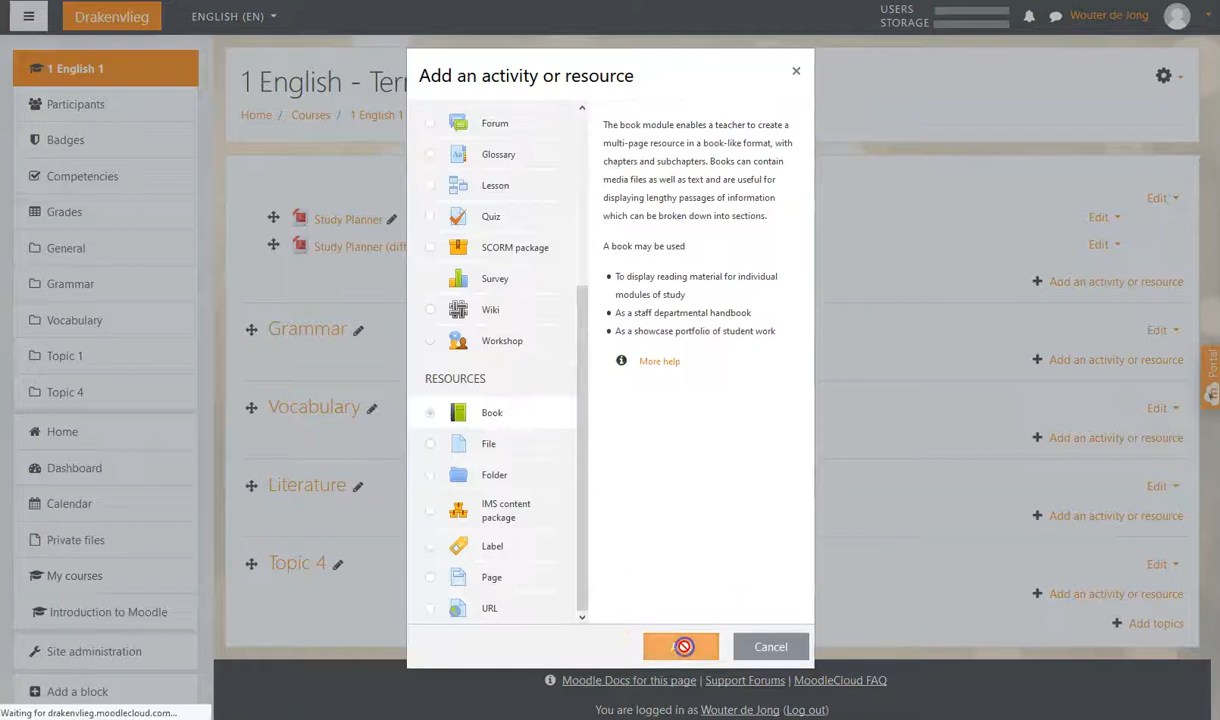 Drakenvlieg
ENGLISH (EN)
USERS
STORAGE
Wouter de Jong
1 English 1
Participants
Badges
Competencies
Grades
General
Grammar
Vocabulary
Topic 1
Topic 4
Home
Dashboard
Calendar
Private files
My courses
Introduction to Moodle
Site administration
Add a block
Waiting for drakenvlieg.moodlecloud.com...
1 English - Ter
Home / Courses / 1 English 1
Study Planner
Edit
Study Planner (dif
Edit
Edit
Add an activity or resource
Grammar
Edit
Add an activity or resource
Vocabulary
Edit
Add an activity or resource
Literature
Edit
Add an activity or resource
Topic 4
Edit
Add an activity or resource
Add topics
Add an activity or resource
×
Forum
Glossary
Lesson
Quiz
SCORM package
Survey
Wiki
Workshop
RESOURCES
Book
File
Folder
IMS content
package
Label
Page
URL
The book module enables a teacher to create a
multi-page resource in a book-like format, with
chapters and subchapters. Books can contain
media files as well as text and are useful for
displaying lengthy passages of information
which can be broken down into sections.
A book may be used
• To display reading material for individual
modules of study
• As a staff departmental handbook
• As a showcase portfolio of student work
More help
Cancel
Portal
Moodle Docs for this page | Support Forums | MoodleCloud FAQ
You are logged in as Wouter de Jong (Log out)